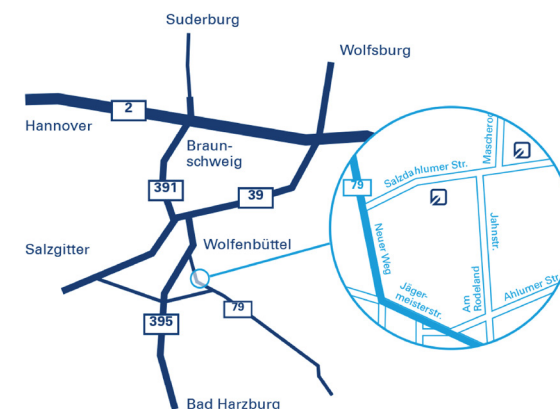 Suderburg
Wolfsburg
2
Hannover
Braun-
schweig
391
39
Salzgitter
Wolfenbüttel
79
395
Bad Harzburg
79
Salzdahlumer Str.
Mascherod
Neuer Weg
Jahnstr.
Jäger-
meisterstr.
Am
Rodeland
Ahlumer Str